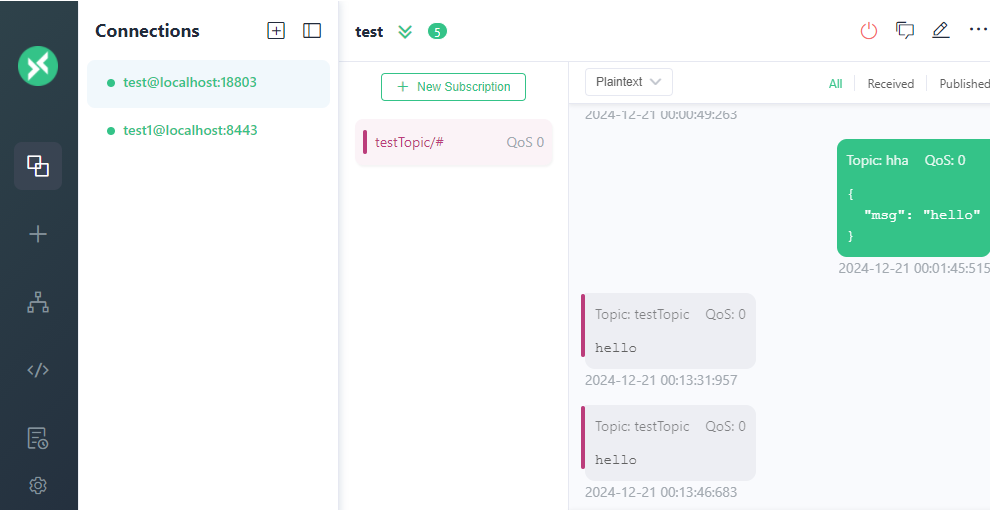 Connections
test@localhost:18803
test1@localhost:8443
test 5
New Subscription
testTopic/# QoS 0
Plaintext All Received Published
2024-12-21 00:00:49:263
Topic: hha QoS: 0
{
"msg": "hello"
}
2024-12-21 00:01:45:515
Topic: testTopic QoS: 0
hello
2024-12-21 00:13:31:957
Topic: testTopic QoS: 0
hello
2024-12-21 00:13:46:683